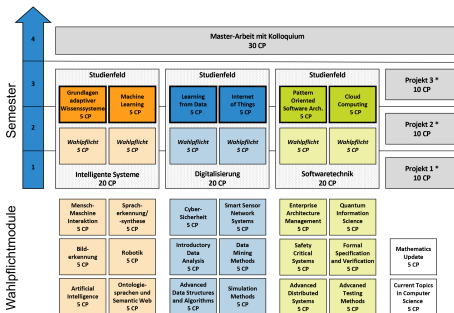 4
Master-Arbeit mit Kolloquium
30 CP
Semester
3
2
1
Studienfeld
Grundlagen
adaptiver
Wissenssysteme
5 CP
Machine
Learning
5 CP
Wahlpflicht
5 CP
Wahlpflicht
5 CP
Intelligente Systeme
20 CP
Studienfeld
Learning
from Data
5 CP
Internet
of Things
5 CP
Wahlpflicht
5 CP
Wahlpflicht
5 CP
Digitalisierung
20 CP
Studienfeld
Pattern
Oriented
Software Arch.
5 CP
Cloud
Computing
5 CP
Wahlpflicht
5 CP
Wahlpflicht
5 CP
Softwaretechnik
20 CP
Projekt 3 *
10 CP
Projekt 2 *
10 CP
Projekt 1 *
10 CP
Wahlpflichtmodule
Mensch-
Maschine
Interaktion
5 CP
Sprach-
erkennung/
-synthese
5 CP
Cyber-
Sicherheit
5 CP
Smart Sensor
Network
Systems
5 CP
Enterprise
Architecture
Management
5 CP
Quantum
Information
Science
5 CP
Bild-
erkennung
5 CP
Robotik
5 CP
Introductory
Data
Analysis
5 CP
Data
Mining
Methods
5 CP
Safety
Critical
Systems
5 CP
Formal
Specification
and Verification
5 CP
Mathematics
Update
5 CP
Artificial
Intelligence
5 CP
Ontologie-
sprachen und
Semantic Web
5 CP
Advanced
Data Structures
and Algorithms
5 CP
Simulation
Methods
5 CP
Advanced
Distributed
Systems
5 CP
Advcanced
Testing
Methods
5 CP
Current Topics
in Computer
Science
5 CP